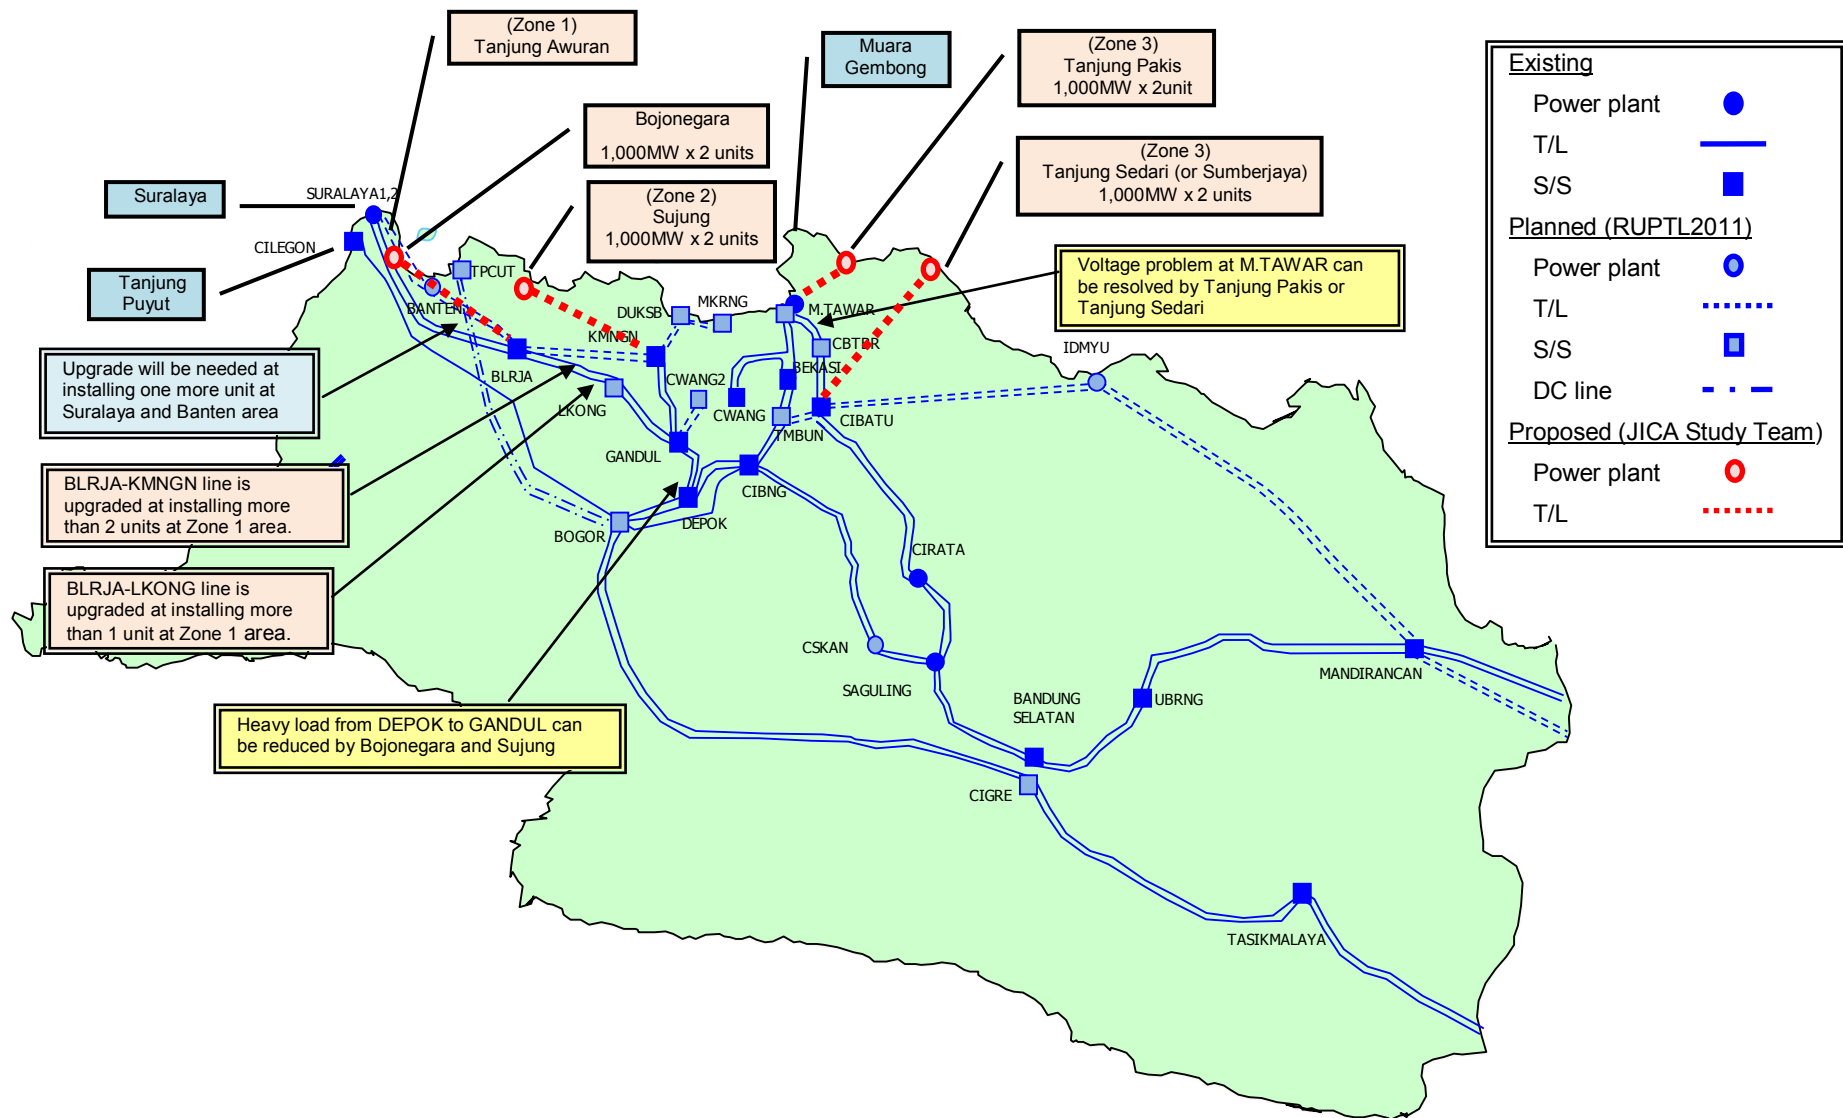 (Zone 1)
Tanjung Awuran
Muara
Gembong
(Zone 3)
Tanjung Pakis
1,000MW x 2unit
Bojonegara
1,000MW x 2 units
(Zone 3)
Tanjung Sedari (or Sumberjaya)
1,000MW x 2 units
Suralaya
SURALAYA1,2
(Zone 2)
Sujung
1,000MW x 2 units
CILEGON
Tanjung
Puyut
TPCUT
BANTEN
DUKSB
MKRNG
M.TAWAR
KMNGN
CBTBR
BEKASI
IDMYU
Voltage problem at M.TAWAR can
be resolved by Tanjung Pakis or
Tanjung Sedari
Upgrade will be needed at
installing one more unit at
Suralaya and Banten area
BLRJA
CWANG2
LKONG
CWANG
TMBUN
CIBATU
GANDUL
CIBNG
DEPOK
BOGOR
BLRJA-KMNGN line is
upgraded at installing more
than 2 units at Zone 1 area.
BLRJA-LKONG line is
upgraded at installing more
than 1 unit at Zone 1 area.
CIRATA
CSKAN
SAGULING
BANDUNG
SELATAN
UBRNG
MANDIRANCAN
Heavy load from DEPOK to GANDUL can
be reduced by Bojonegara and Sujung
CIGRE
TASIKMALAYA
Existing
Power plant
T/L
S/S
Planned (RUPTL2011)
Power plant
T/L
S/S
DC line
Proposed (JICA Study Team)
Power plant
T/L